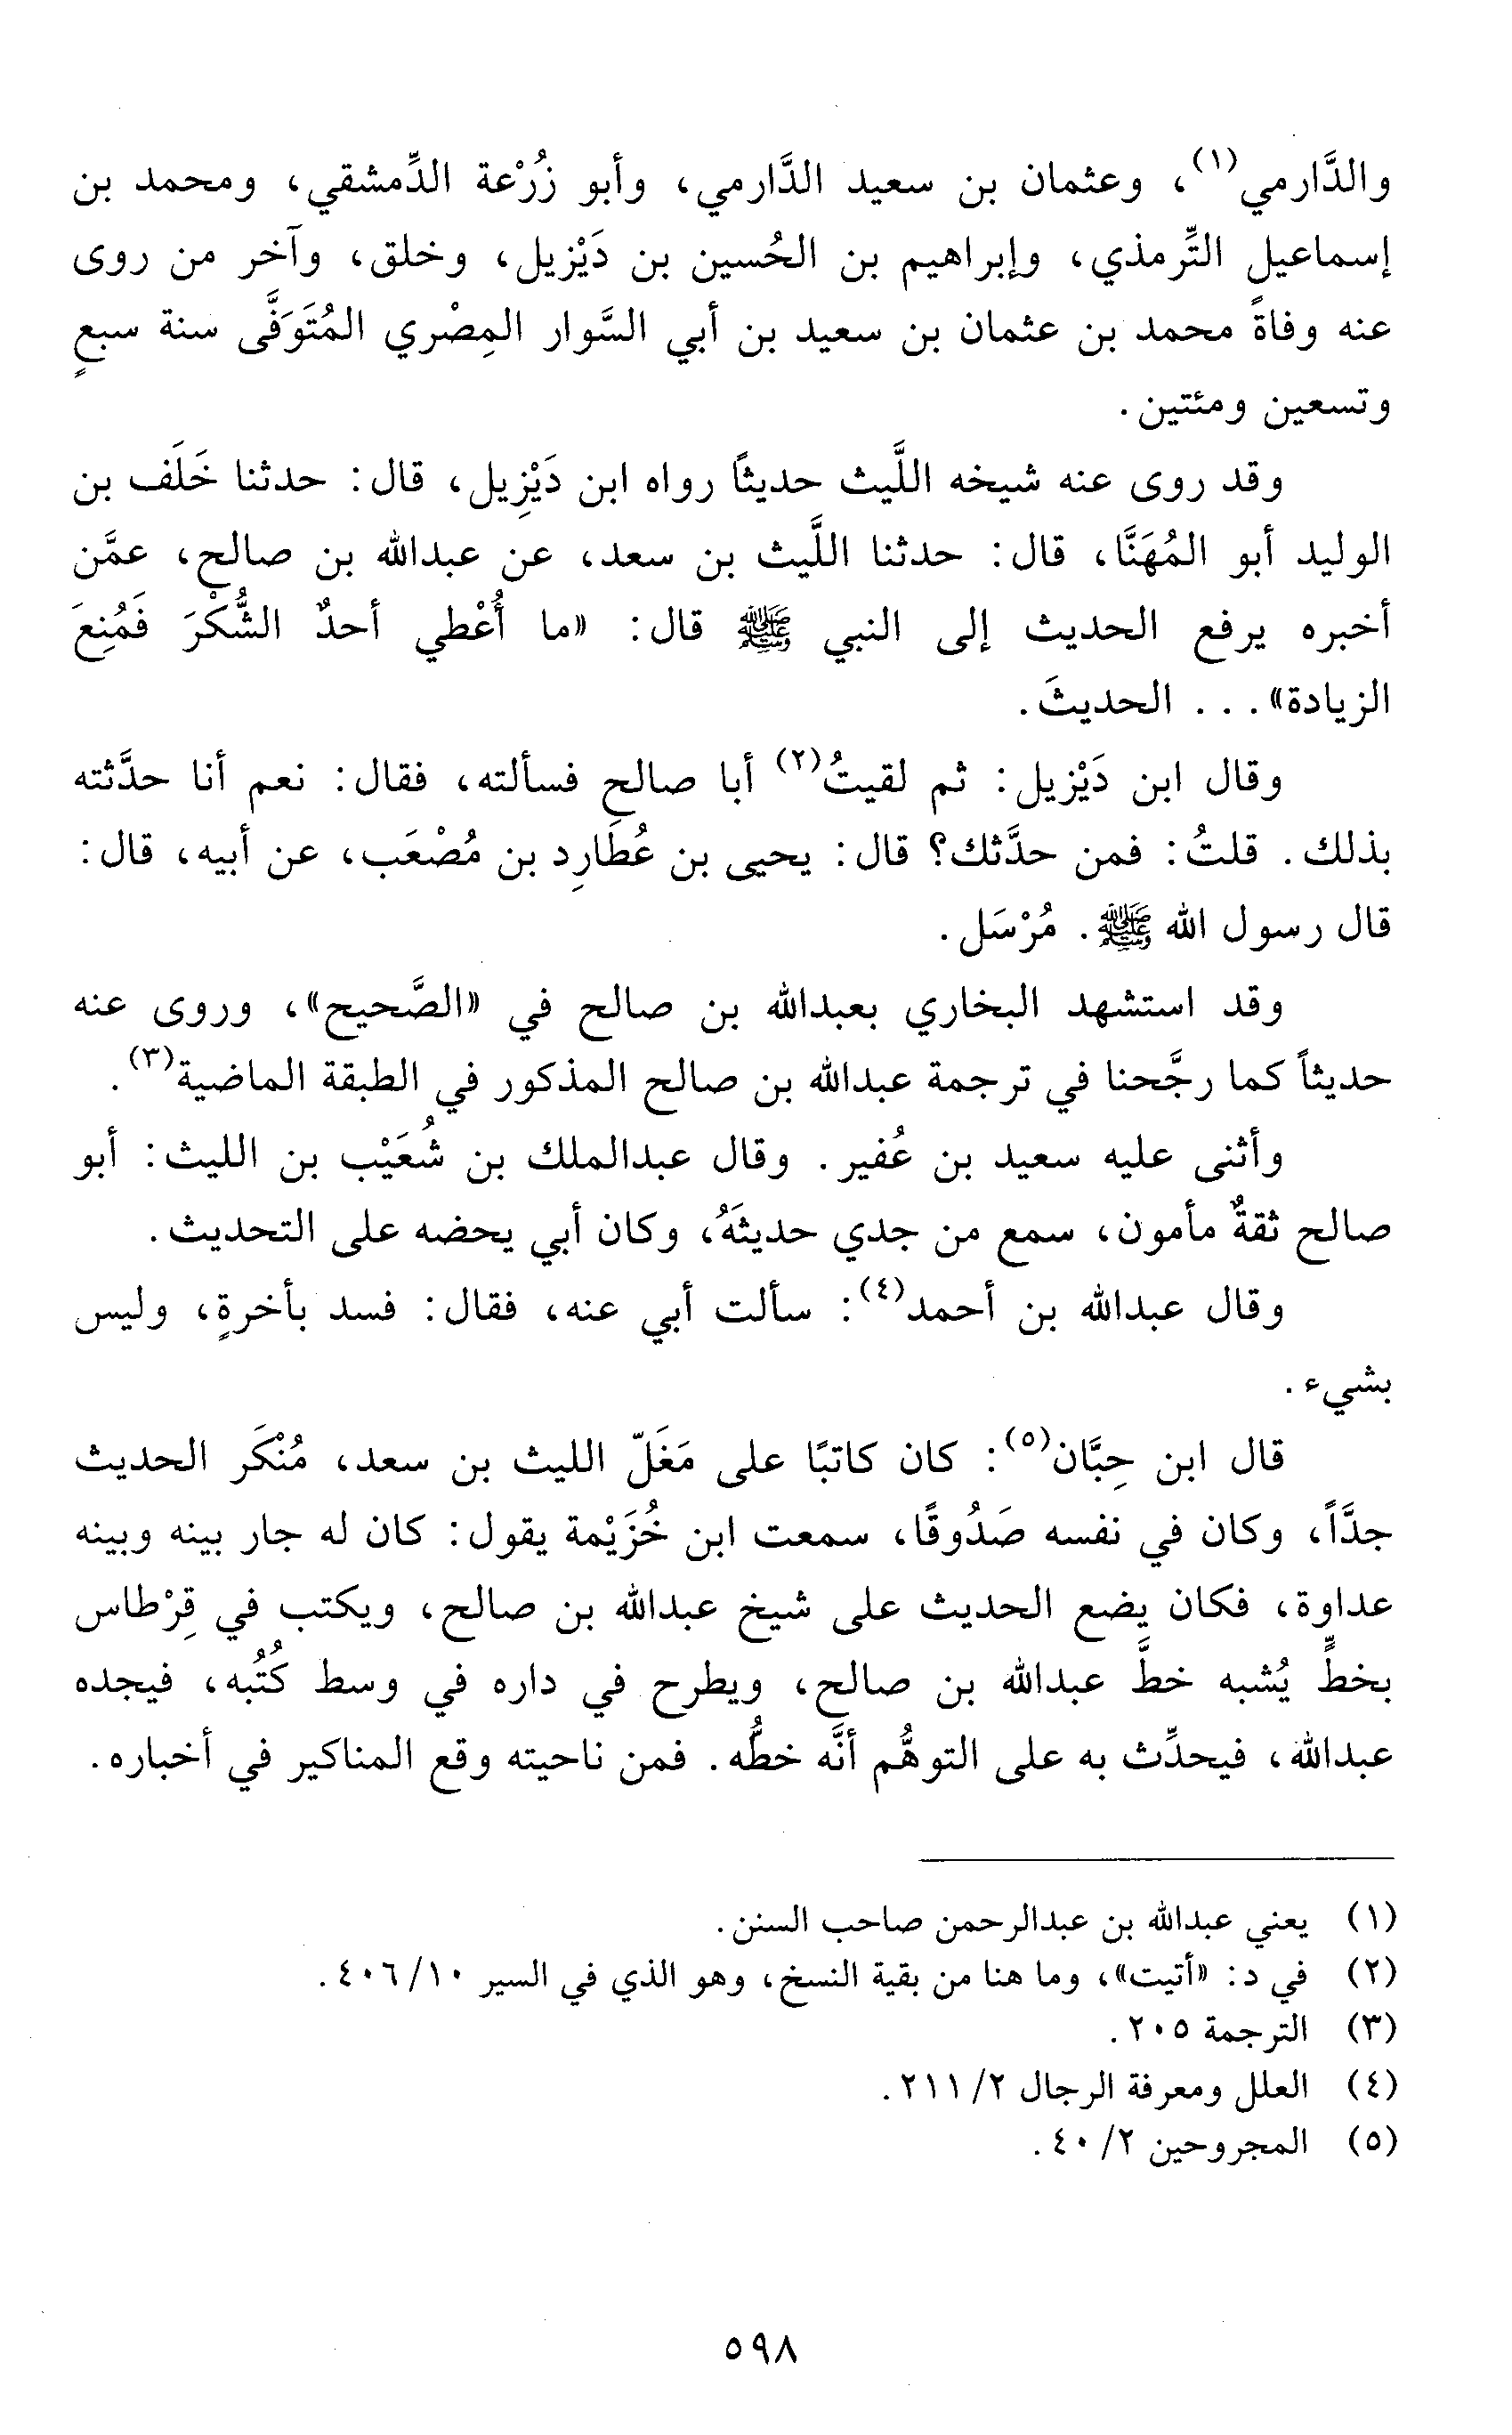 والدَّارمي(١)، وعثمان بن سعيد الدَّارمي، وأبو زُرْعة الدِّمشقي، ومحمد بن
إسماعيل التِّرمذي، وإبراهيم بن الحُسين بن دَيْزيل، وخلق، وآخر من روى
عنه وفاةً محمد بن عثمان بن سعيد بن أبي السَّوار المِصْري المُتَوَفَّى سنة سبعٍ
وتسعين ومئتين.
وقد روى عنه شيخه اللَّيث حديثاً رواه ابن دَيْزِيل، قال: حدثنا خَلَف بن
الوليد أبو المُهَنَّا، قال: حدثنا اللَّيث بن سعد، عن عبدالله بن صالح، عمَّن
أخبره يرفع الحديث إلى النبي ﷺ قال: «ما أُعْطي أحدٌ الشُّكْرَ فَمُنِعَ
الزيادة»... الحديثَ.
وقال ابن دَيْزيل: ثم لقيتُ(٢) أبا صالحٍ فسألته، فقال: نعم أنا حدَّثته
بذلك. قلتُ: فمن حدَّثك؟ قال: يحيى بن عُطَارِد بن مُصْعَب، عن أبيه، قال:
قال رسول الله ﷺ. مُرْسَل.
وقد استشهد البخاري بعبدالله بن صالح في «الصَّحيح»، وروى عنه
حديثاً كما رجَّحنا في ترجمة عبدالله بن صالح المذكور في الطبقة الماضية(٣).
وأثنى عليه سعيد بن عُفير. وقال عبدالملك بن شُعَيْب بن الليث: أبو
صالح ثقةٌ مأمون، سمع من جدي حديثَهُ، وكان أبي يحضه على التحديث.
وقال عبدالله بن أحمد(٤): سألت أبي عنه، فقال: فسد بأخرةٍ، وليس
بشيء.
قال ابن حِبَّان(٥): كان كاتبًا على مَغَلّ الليث بن سعد، مُنْكَر الحديث
جدَّاً، وكان في نفسه صَدُوقًا، سمعت ابن خُزَيْمة يقول: كان له جار بينه وبينه
عداوة، فكان يضع الحديث على شيخ عبدالله بن صالح، ويكتب في قِرْطاس
بخطٍّ يُشبه خطَّ عبدالله بن صالح، ويطرح في داره في وسط كُتُبه، فيجده
عبدالله، فيحدِّث به على التوهُّم أنَّه خطُّه. فمن ناحيته وقع المناكير في أخباره.
(١) يعني عبدالله بن عبدالرحمن صاحب السنن.
(٢) في د: «أتيت»، وما هنا من بقية النسخ، وهو الذي في السير ١٠/ ٤٠٦.
(٣) الترجمة ٢٠٥.
(٤) العلل ومعرفة الرجال ٢/ ٢١١.
(٥) المجروحين ٢/ ٤٠.
٥٩٨